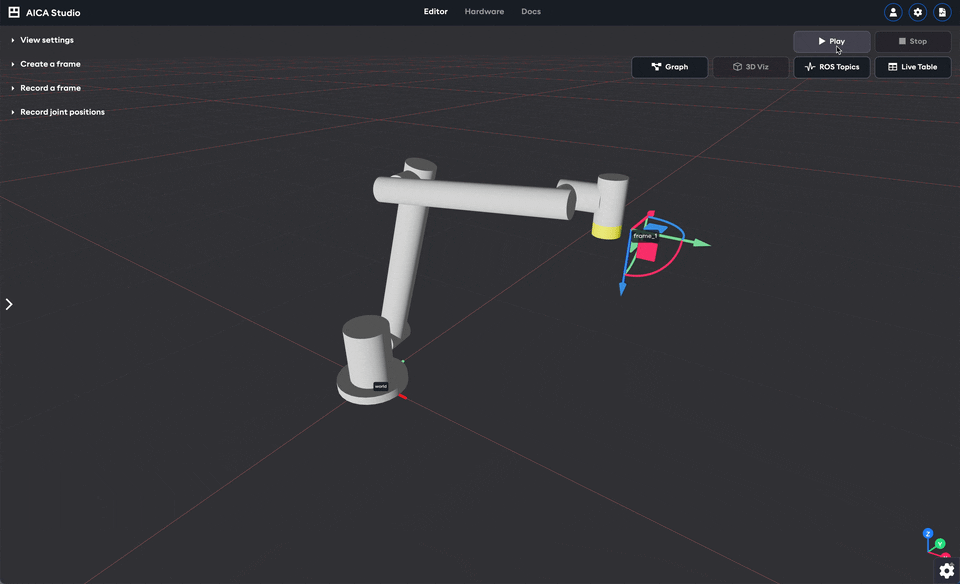 AICA Studio
Editor Hardware Docs
View settings
Create a frame
Record a frame
Record joint positions
Play Stop
Graph 3D Viz ROS Topics Live Table
frame_1
world
Z
Y